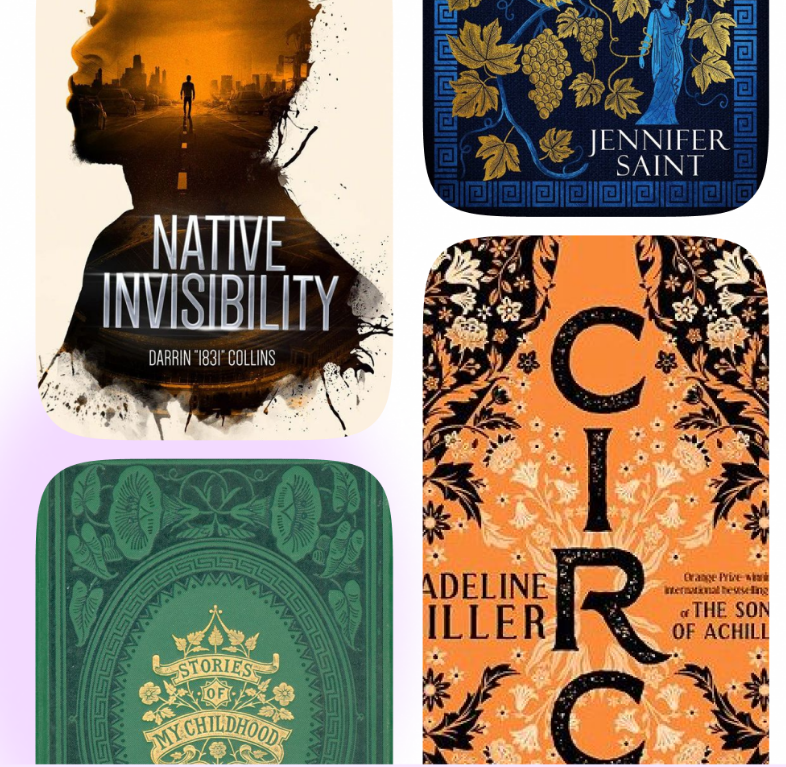 NATIVE
INVISIBILITY
DARRIN "1831" COLLINS
STORIES
OF
MY CHILDHOOD
JENNIFER
SAINT
C
I
R
C
ADELINE
ILLER
Orange Prize-winnin
international bestselling
of THE SON
OF ACHILL